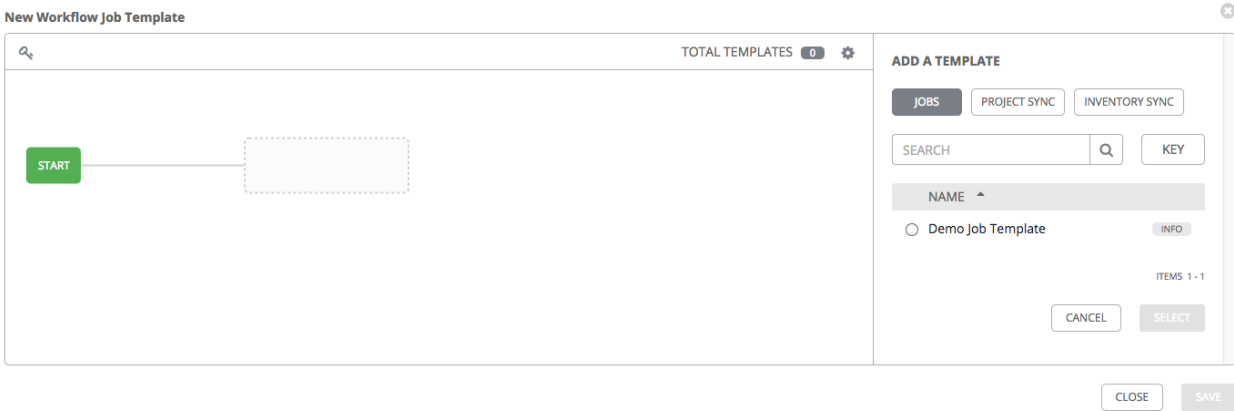 New Workflow Job Template
TOTAL TEMPLATES 0
START
ADD A TEMPLATE
JOBS PROJECT SYNC INVENTORY SYNC
SEARCH KEY
NAME
Demo Job Template INFO
ITEMS 1 - 1
CANCEL SELECT
CLOSE SAVE